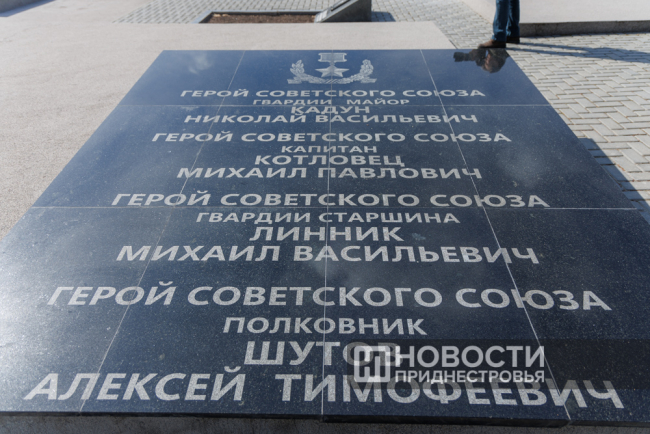 ГЕРОЙ СОВЕТСКОГО СОЮЗА
ГВАРДИИ МАЙОР
КАДУН
НИКОЛАЙ ВАСИЛЬЕВИЧ
ГЕРОЙ СОВЕТСКОГО СОЮЗА
КАПИТАН
КОТЛОВЕЦ
МИХАИЛ ПАВЛОВИЧ
ГЕРОЙ СОВЕТСКОГО СОЮЗА
ГВАРДИИ СТАРШИНА
ЛИННИК
МИХАИЛ ВАСИЛЬЕВИЧ
ГЕРОЙ СОВЕТСКОГО СОЮЗА
ПОЛКОВНИК
ШУТОВ
АЛЕКСЕЙ ТИМОФЕЕВИЧ
НОВОСТИ
ПРИДНЕСТРОВЬЯ